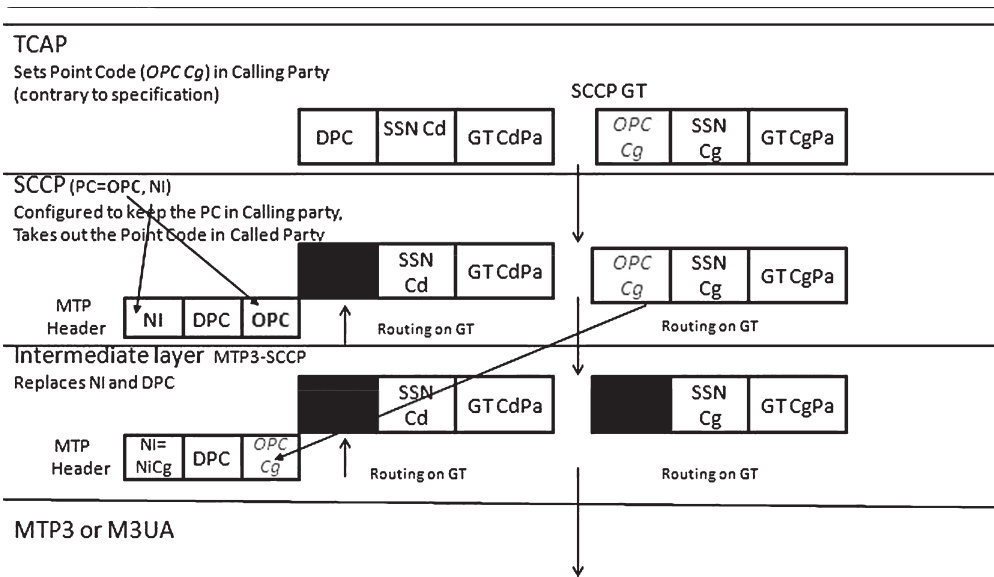 TCAP
Sets Point Code (OPC Cg) in Calling Party
(contrary to specification)
SCCP GT
DPC
SSN Cd
GT CdPa
OPC
Cg
SSN
Cg
GT CgPa
SCCP (PC=OPC, NI)
Configured to keep the PC in Calling party,
Takes out the Point Code in Called Party
SSN
Cd
GT CdPa
OPC
Cg
SSN
Cg
GT CgPa
MTP
Header
NI
DPC
OPC
Routing on GT
Routing on GT
Intermediate layer MTP3-SCCP
Replaces NI and DPC
SSN
Cd
GT CdPa
SSN
Cg
GT CgPa
MTP
Header
NI=
NiCg
DPC
OPC
Cg
Routing on GT
Routing on GT
MTP3 or M3UA